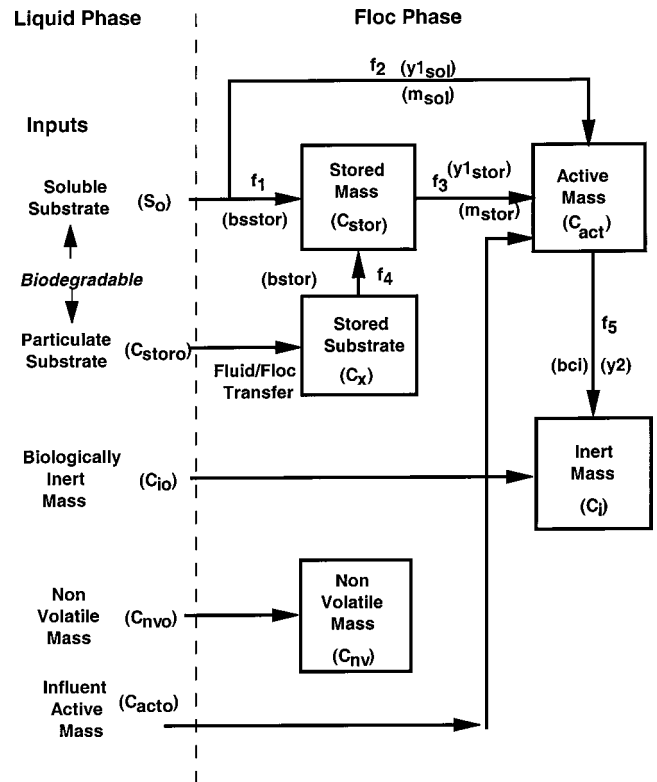 Liquid Phase
Floc Phase
f2 (y1sol)
(msol)
Inputs
Soluble
Substrate
(So)
f1
(bsstor)
Stored
Mass
(Cstor)
f3 (y1stor)
(mstor)
Active
Mass
(Cact)
Biodegradable
(bstor)
f4
Particulate
Substrate
(Cstoro)
Fluid/Floc
Transfer
Stored
Substrate
(Cx)
f5
(bci)
(y2)
Biologically
Inert
Mass
(Cio)
Inert
Mass
(Ci)
Non
Volatile
Mass
(Cnvo)
Non
Volatile
Mass
(Cnv)
Influent
Active
Mass
(Cacto)